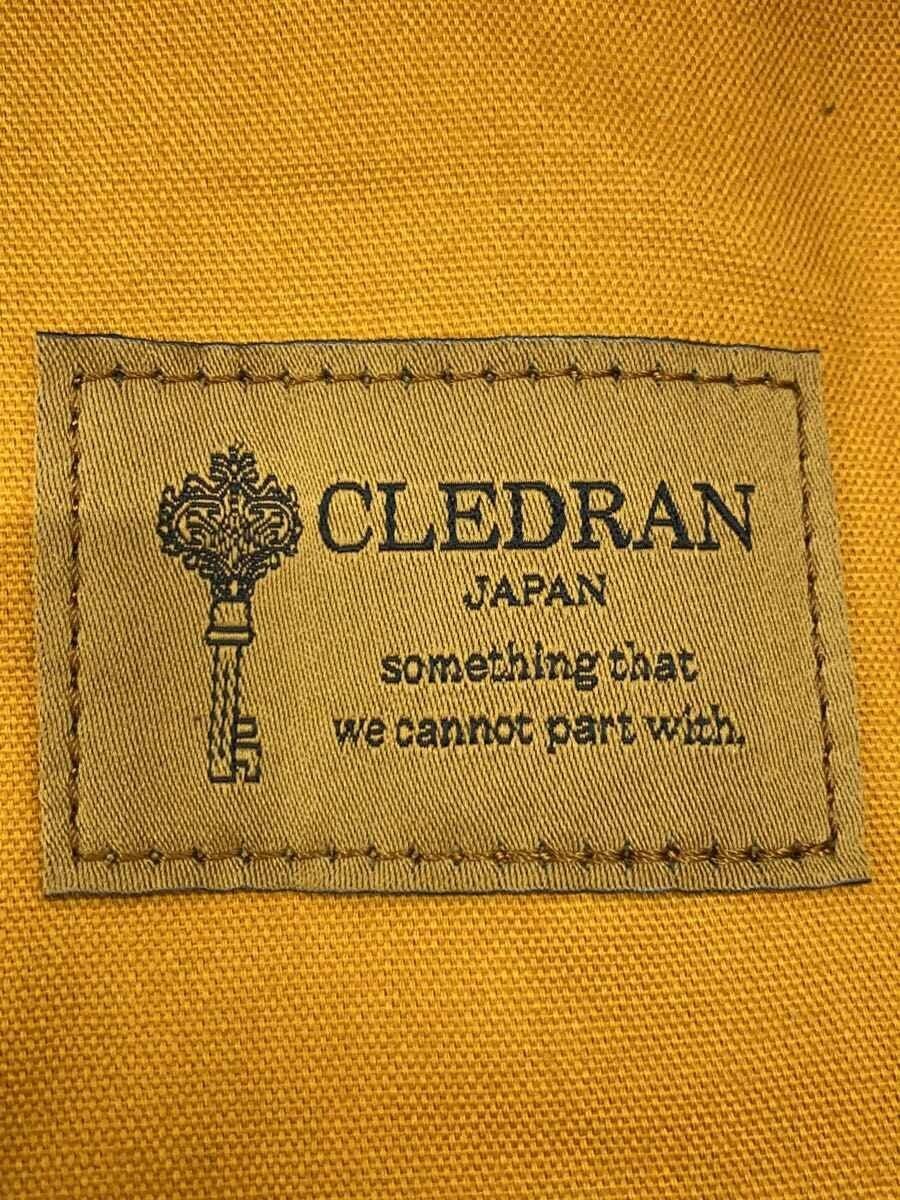 CLEDRAN
JAPAN
something that
we cannot part with.